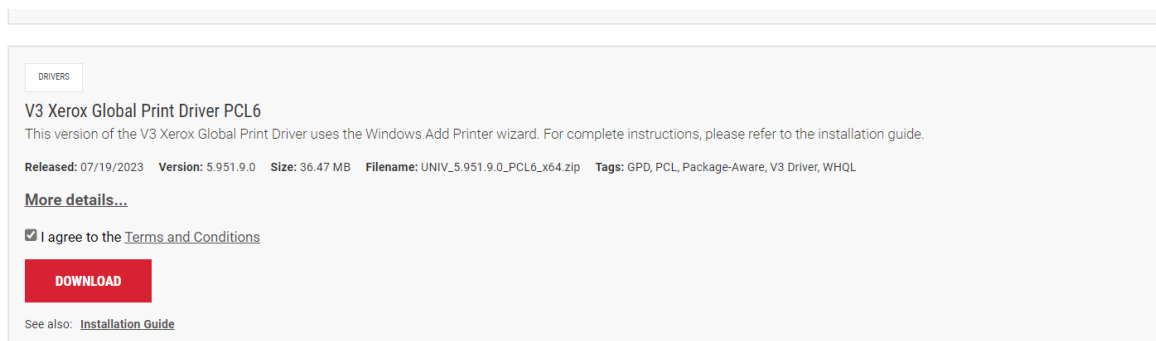 DRIVERS
V3 Xerox Global Print Driver PCL6
This version of the V3 Xerox Global Print Driver uses the Windows Add Printer wizard. For complete instructions, please refer to the installation guide.
Released: 07/19/2023 Version: 5.951.9.0 Size: 36.47 MB Filename: UNIV_5.951.9.0_PCL6_x64.zip Tags: GPD, PCL, Package-Aware, V3 Driver, WHQL
More details...
I agree to the Terms and Conditions
DOWNLOAD
See also: Installation Guide